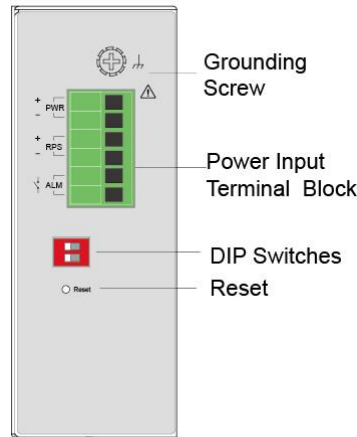 Grounding
Screw
+
PWR
-
+
RPS
-
ALM
Power Input
Terminal Block
DIP Switches
Reset
Reset